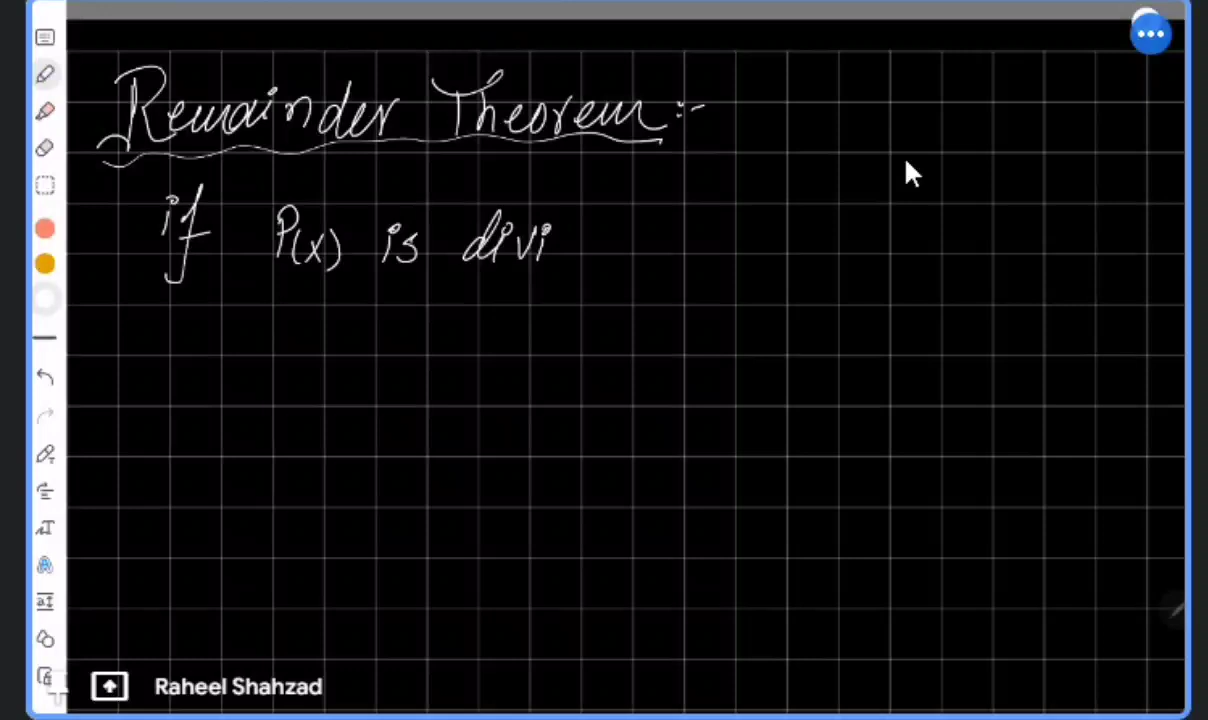 Remainder Theorem:-
if P(x) is divi
Raheel Shahzad